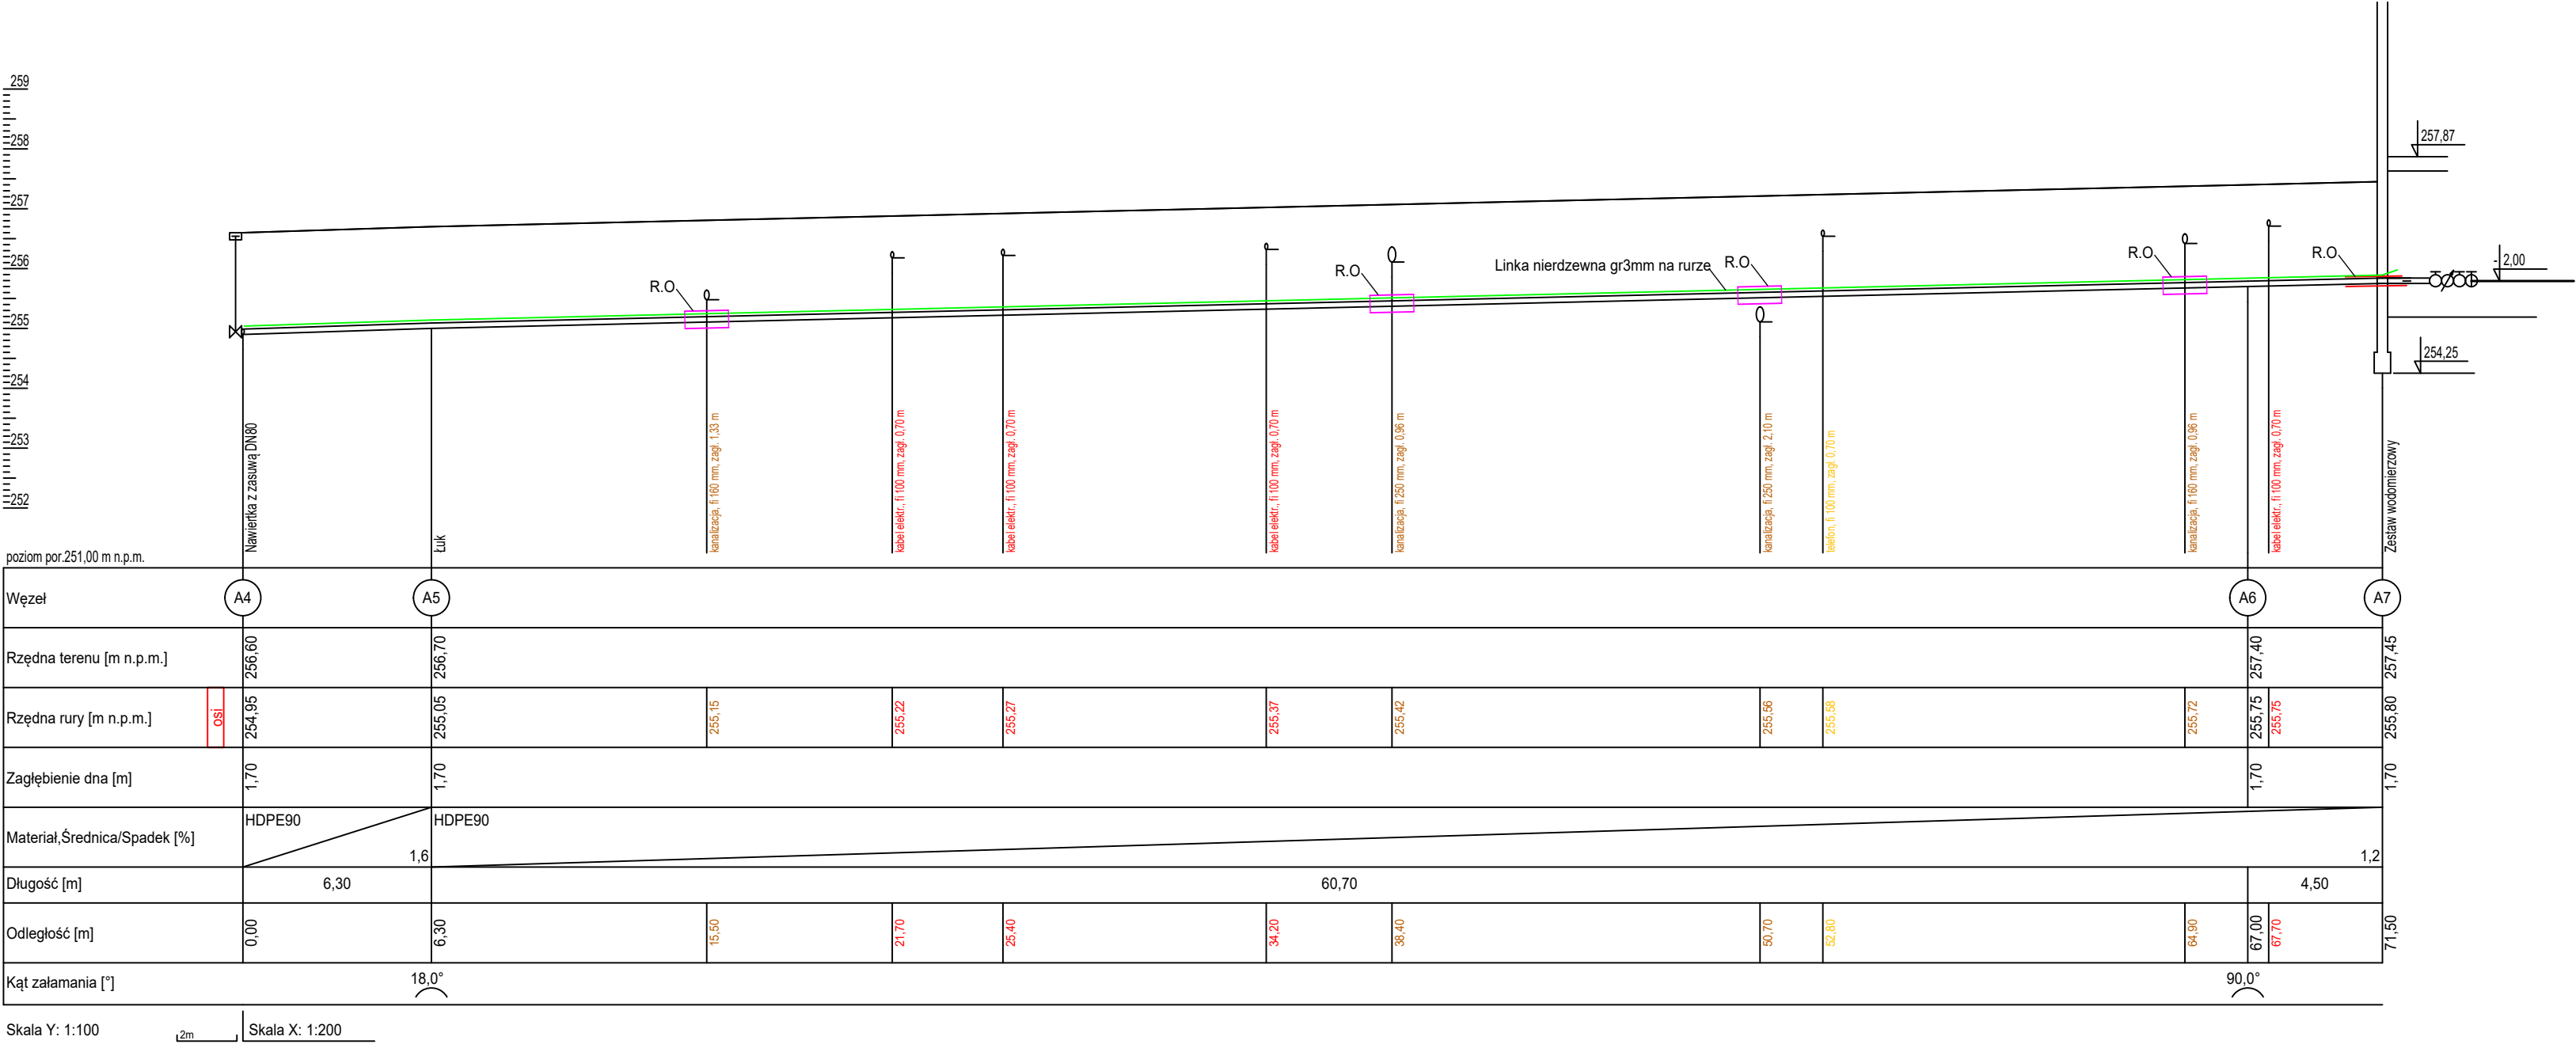 259
258
257
256
255
254
253
252
257,87
- 2,00
254,25
R.O
R.O
Linka nierdzewna gr3mm na rurze
R.O
R.O
R.O
Nawiertka z zasuwą DN80
Łuk
kanalizacja, fi 160 mm, zagł. 1,33 m
kabel elektr., fi 100 mm, zagł. 0,70 m
kabel elektr., fi 100 mm, zagł. 0,70 m
kabel elektr., fi 100 mm, zagł. 0,70 m
kanalizacja, fi 250 mm, zagł. 0,96 m
kanalizacja, fi 250 mm, zagł. 2,10 m
telefon, fi 100 mm, zagł. 0,70 m
kanalizacja, fi 160 mm, zagł. 0,96 m
kabel elektr., fi 100 mm, zagł. 0,70 m
Zestaw wodomierzowy
poziom por.251,00 m n.p.m.
Węzeł A4 A5 A6 A7
Rzędna terenu [m n.p.m.] 256,60 256,70 257,40 257,45
Rzędna rury [m n.p.m.] osi 254,95 255,05 255,15 255,22 255,27 255,37 255,42 255,56 255,58 255,72 255,75 255,75 255,80
Zagłębienie dna [m] 1,70 1,70 1,70 1,70
Materiał,Średnica/Spadek [%] HDPE90 1,6 HDPE90 1,2
Długość [m] 6,30 60,70 4,50
Odległość [m] 0,00 6,30 15,50 21,70 25,40 34,20 38,40 50,70 52,80 64,90 67,00 67,70 71,50
Kąt załamania [°] 18,0° 90,0°
Skala Y: 1:100 2m Skala X: 1:200